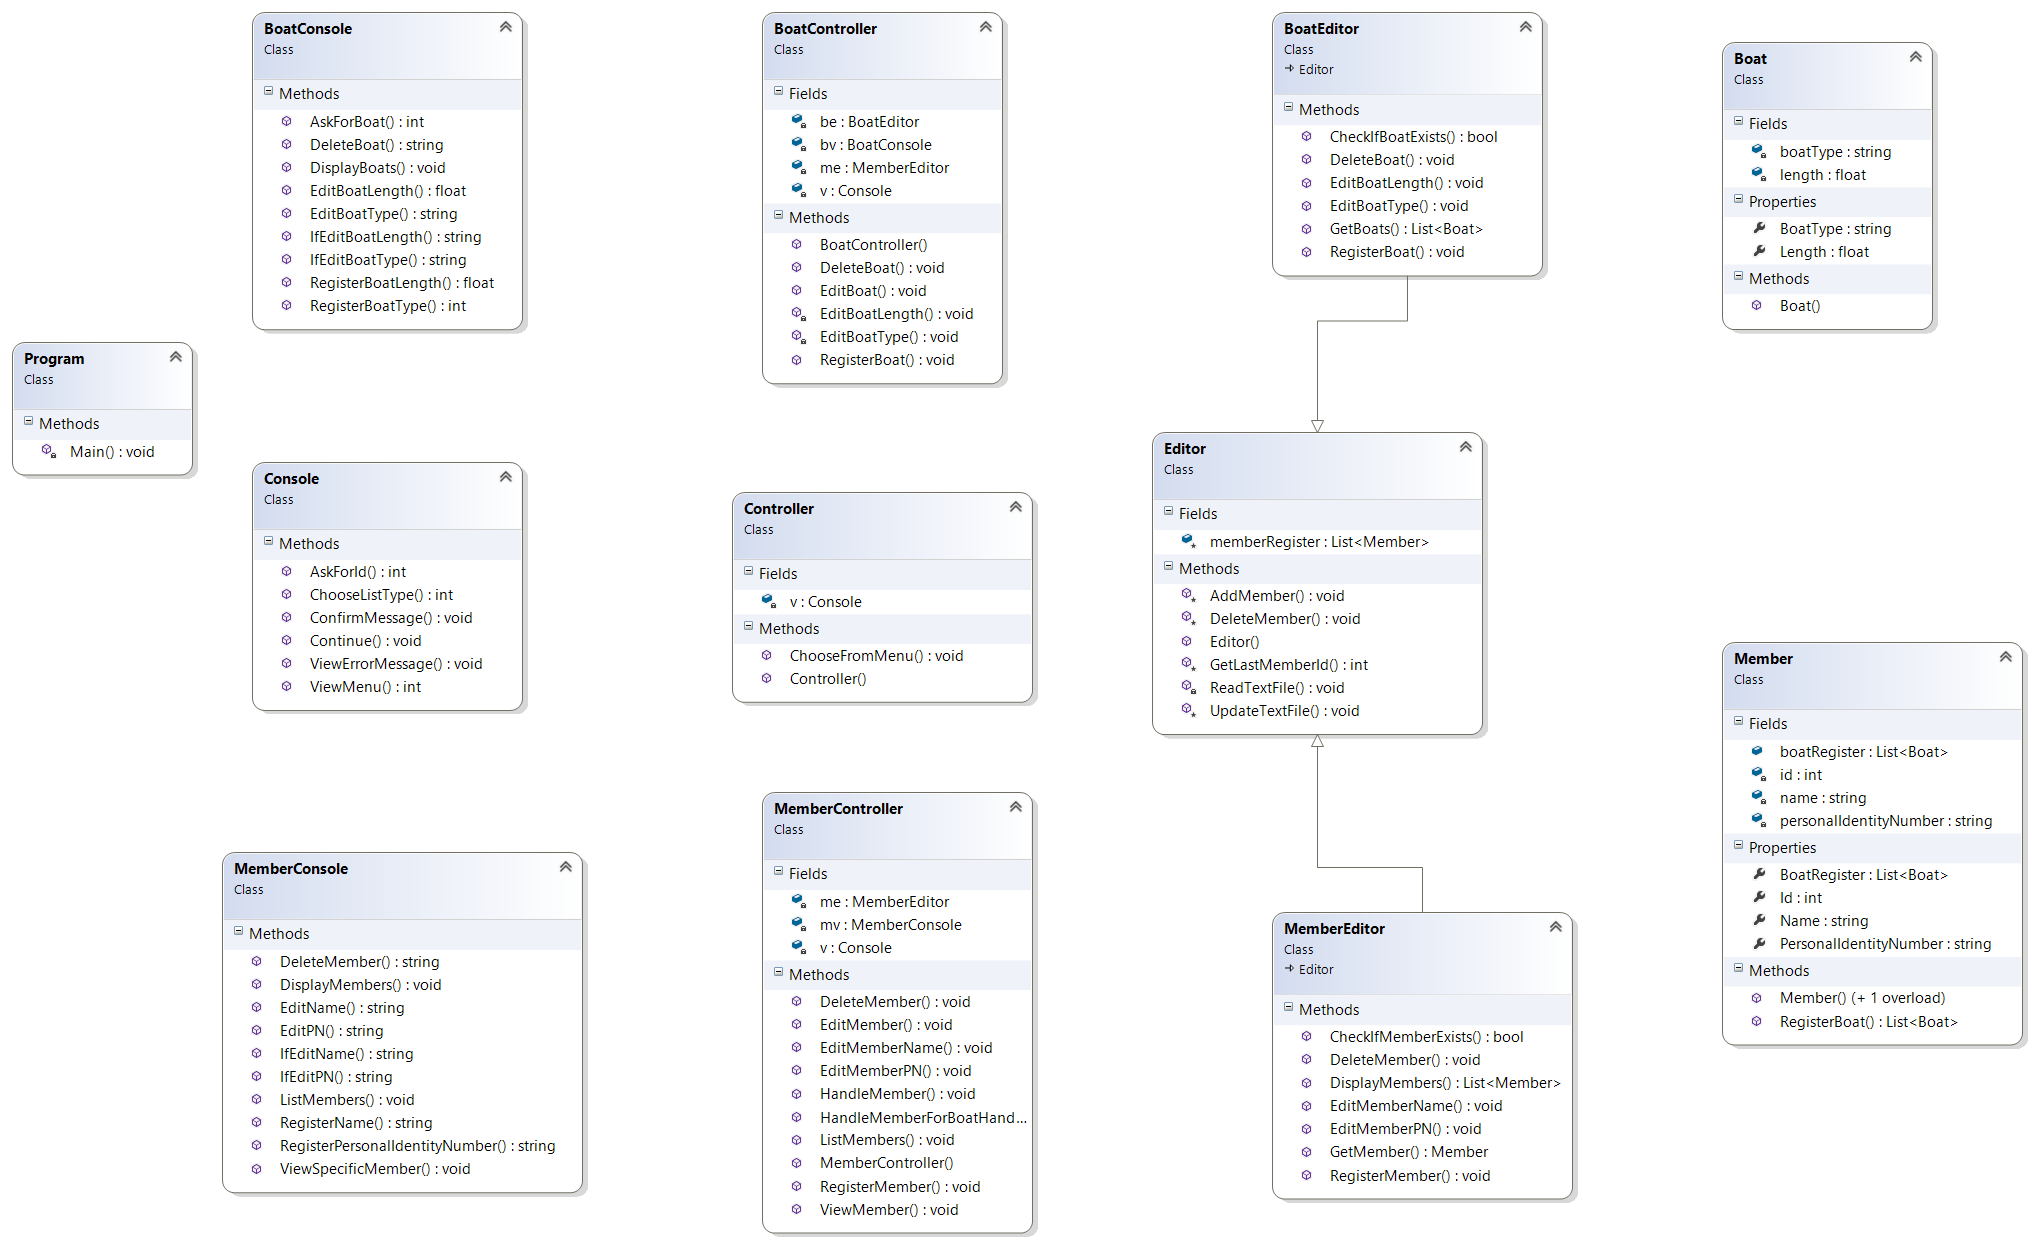 BoatConsole
Class
Methods
AskForBoat() : int
DeleteBoat() : string
DisplayBoats() : void
EditBoatLength() : float
EditBoatType() : string
IfEditBoatLength() : string
IfEditBoatType() : string
RegisterBoatLength() : float
RegisterBoatType() : int
BoatController
Class
Fields
be : BoatEditor
bv : BoatConsole
me : MemberEditor
v : Console
Methods
BoatController()
DeleteBoat() : void
EditBoat() : void
EditBoatLength() : void
EditBoatType() : void
RegisterBoat() : void
BoatEditor
Class
Editor
Methods
CheckIfBoatExists() : bool
DeleteBoat() : void
EditBoatLength() : void
EditBoatType() : void
GetBoats() : List<Boat>
RegisterBoat() : void
Boat
Class
Fields
boatType : string
length : float
Properties
BoatType : string
Length : float
Methods
Boat()
Program
Class
Methods
Main() : void
Console
Class
Methods
AskForId() : int
ChooseListType() : int
ConfirmMessage() : void
Continue() : void
ViewErrorMessage() : void
ViewMenu() : int
Controller
Class
Fields
v : Console
Methods
ChooseFromMenu() : void
Controller()
Editor
Class
Fields
memberRegister : List<Member>
Methods
AddMember() : void
DeleteMember() : void
Editor()
GetLastMemberId() : int
ReadTextFile() : void
UpdateTextFile() : void
Member
Class
Fields
boatRegister : List<Boat>
id : int
name : string
personalIdentityNumber : string
Properties
BoatRegister : List<Boat>
Id : int
Name : string
PersonalIdentityNumber : string
Methods
Member() (+ 1 overload)
RegisterBoat() : List<Boat>
MemberConsole
Class
Methods
DeleteMember() : string
DisplayMembers() : void
EditName() : string
EditPN() : string
IfEditName() : string
IfEditPN() : string
ListMembers() : void
RegisterName() : string
RegisterPersonalIdentityNumber() : string
ViewSpecificMember() : void
MemberController
Class
Fields
me : MemberEditor
mv : MemberConsole
v : Console
Methods
DeleteMember() : void
EditMember() : void
EditMemberName() : void
EditMemberPN() : void
HandleMember() : void
HandleMemberForBoatHand...
ListMembers() : void
MemberController()
RegisterMember() : void
ViewMember() : void
MemberEditor
Class
Editor
Methods
CheckIfMemberExists() : bool
DeleteMember() : void
DisplayMembers() : List<Member>
EditMemberName() : void
EditMemberPN() : void
GetMember() : Member
RegisterMember() : void